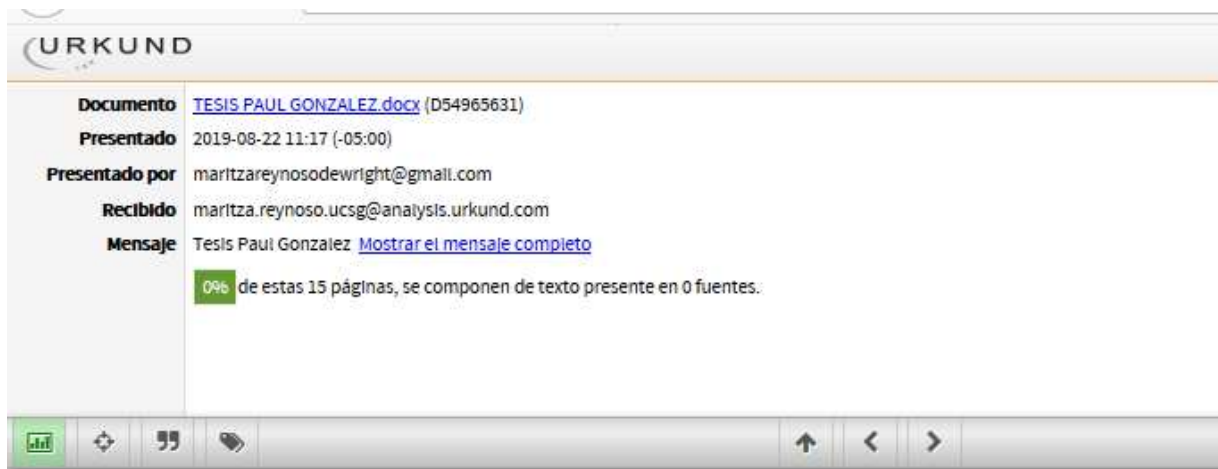 URKUND
Documento TESIS PAUL GONZALEZ.docx (D54965631)
Presentado 2019-08-22 11:17 (-05:00)
Presentado por maritzareynosodewright@gmail.com
Recibido maritza.reynoso.ucsg@analysis.urkund.com
Mensaje Tesis Paul Gonzalez Mostrar el mensaje completo
0% de estas 15 páginas, se componen de texto presente en 0 fuentes.